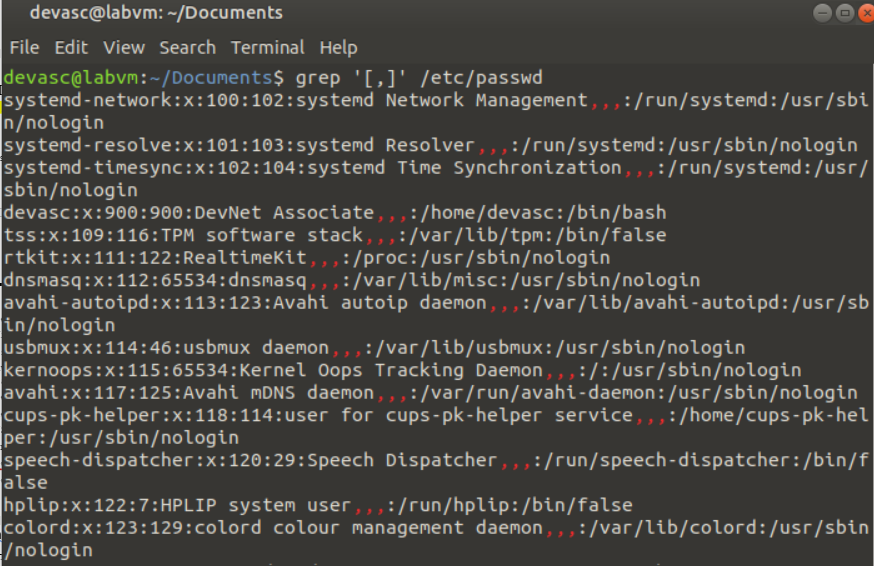 devasc@labvm: ~/Documents
File Edit View Search Terminal Help
devasc@labvm:~/Documents$ grep '[,]' /etc/passwd
systemd-network:x:100:102:systemd Network Management,,,:/run/systemd:/usr/sbi
n/nologin
systemd-resolve:x:101:103:systemd Resolver,,,:/run/systemd:/usr/sbin/nologin
systemd-timesync:x:102:104:systemd Time Synchronization,,,:/run/systemd:/usr/
sbin/nologin
devasc:x:900:900:DevNet Associate,,,:/home/devasc:/bin/bash
tss:x:109:116:TPM software stack,,,:/var/lib/tpm:/bin/false
rtkit:x:111:122:RealtimeKit,,,:/proc:/usr/sbin/nologin
dnsmasq:x:112:65534:dnsmasq,,,:/var/lib/misc:/usr/sbin/nologin
avahi-autoipd:x:113:123:Avahi autoip daemon,,,:/var/lib/avahi-autoipd:/usr/sb
in/nologin
usbmux:x:114:46:usbmux daemon,,,:/var/lib/usbmux:/usr/sbin/nologin
kernoops:x:115:65534:Kernel Oops Tracking Daemon,,,:/:/usr/sbin/nologin
avahi:x:117:125:Avahi mDNS daemon,,,:/var/run/avahi-daemon:/usr/sbin/nologin
cups-pk-helper:x:118:114:user for cups-pk-helper service,,,:/home/cups-pk-hel
per:/usr/sbin/nologin
speech-dispatcher:x:120:29:Speech Dispatcher,,,:/run/speech-dispatcher:/bin/f
alse
hplip:x:122:7:HPLIP system user,,,:/run/hplip:/bin/false
colord:x:123:129:colord colour management daemon,,,:/var/lib/colord:/usr/sbin
/nologin